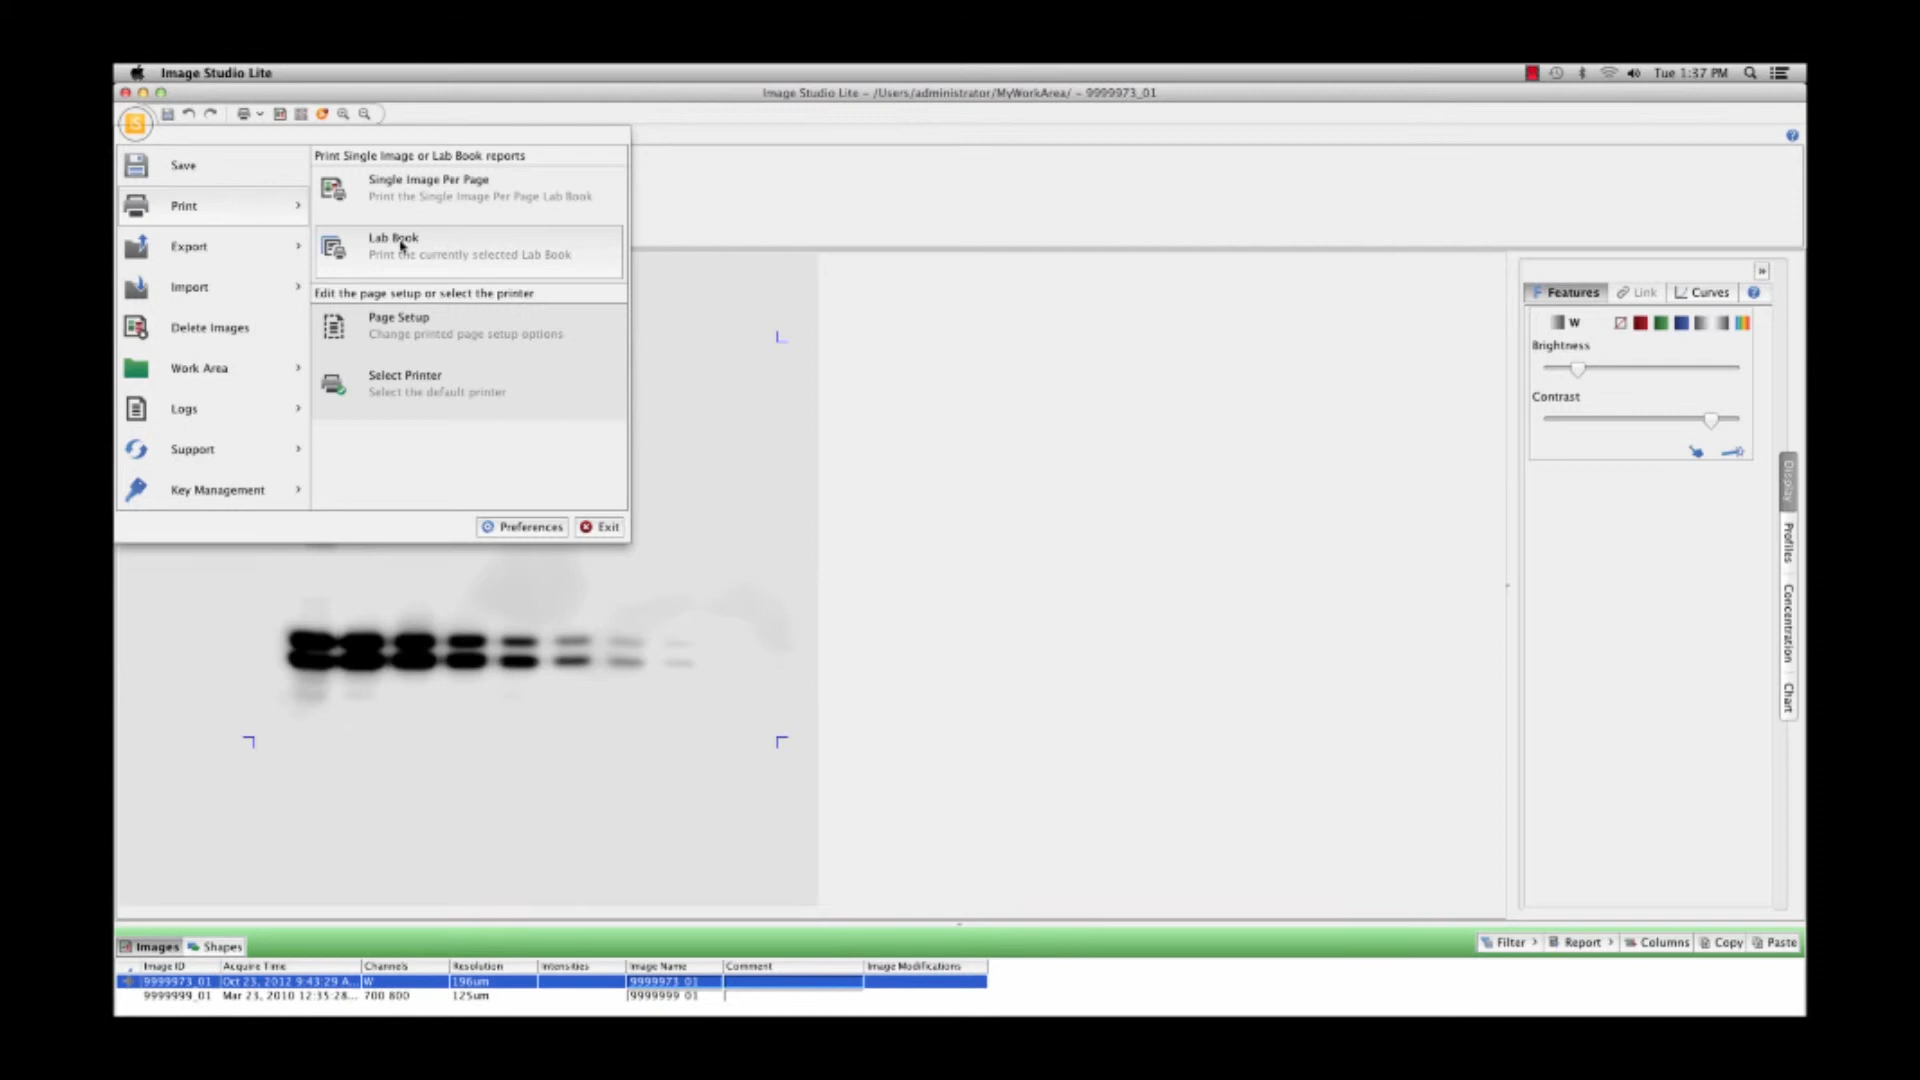 Image Studio Lite
Tue 1:37 PM
Image Studio Lite – /Users/administrator/MyWorkArea/ – 9999973_01
S
Save
Print
Export
Import
Delete Images
Work Area
Logs
Support
Key Management
Print Single Image or Lab Book reports
Single Image Per Page
Print the Single Image Per Page Lab Book
Lab Book
Print the currently selected Lab Book
Edit the page setup or select the printer
Page Setup
Change printed page setup options
Select Printer
Select the default printer
Preferences
Exit
Features
Link
Curves
W
Brightness
Contrast
Display
Profiles
Concentration
Chart
Images
Shapes
Filter
Report
Columns
Copy
Paste
Image ID Acquire Time Channels Resolution Intensities Image Name Comment Image Modifications
9999973_01 Oct 23, 2012 9:43:29 A... W 196um 9999973_01
9999999_01 Mar 23, 2010 12:35:28... 700 800 125um 9999999_01